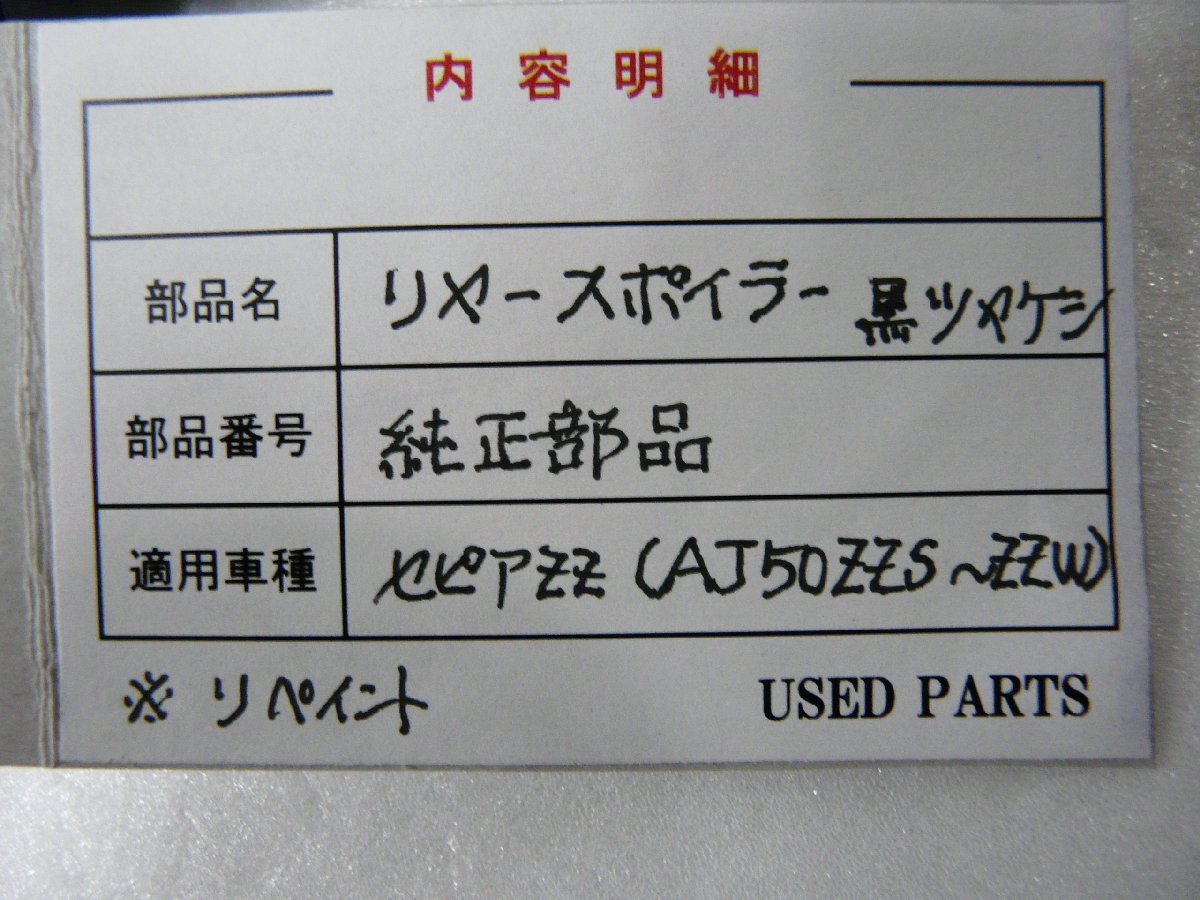 内容明細
部品名 リヤースポイラー 黒ツヤケシ
部品番号 純正部品
適用車種 セピアZZ (AJ50ZZS~ZZW)
※ リペイント USED PARTS